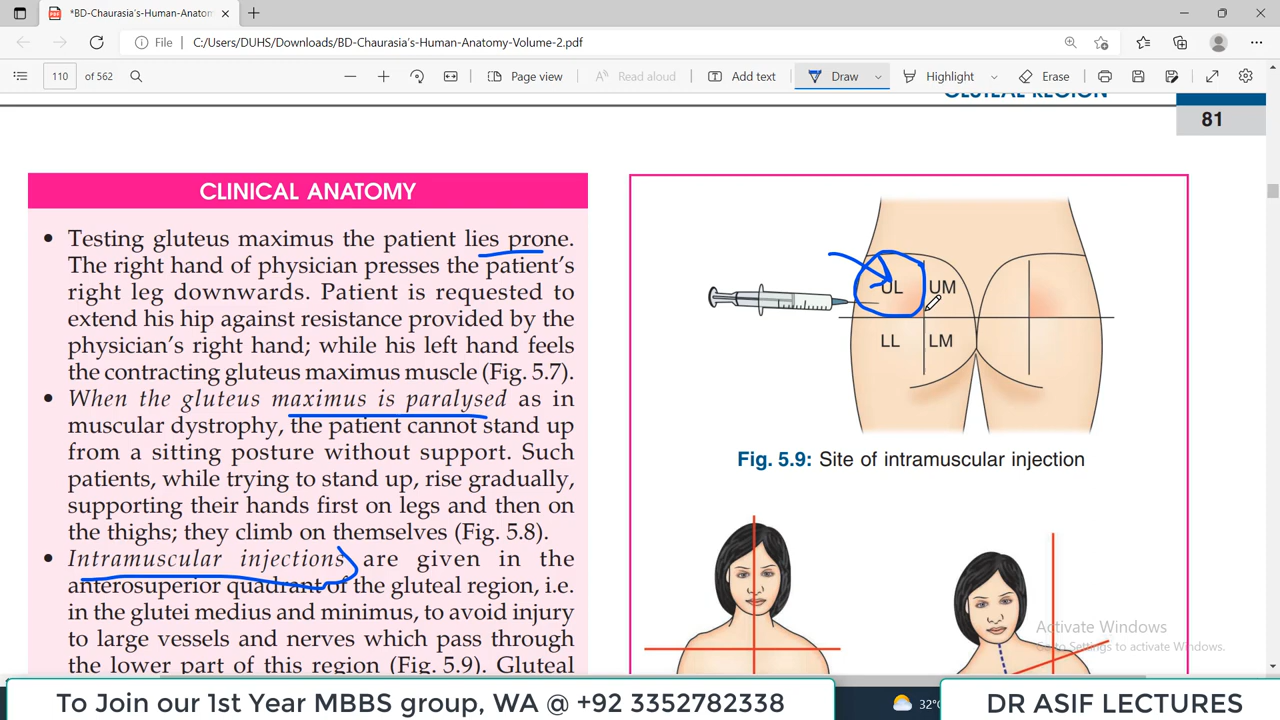 *BD-Chaurasia's-Human-Anatom
File
C:/Users/DUHS/Downloads/BD-Chaurasia's-Human-Anatomy-Volume-2.pdf
110 of 562
Page view
Read aloud
Add text
Draw
Highlight
Erase
GLUTEAL REGION
81
CLINICAL ANATOMY
• Testing gluteus maximus the patient lies prone.
The right hand of physician presses the patient's
right leg downwards. Patient is requested to
extend his hip against resistance provided by the
physician's right hand; while his left hand feels
the contracting gluteus maximus muscle (Fig. 5.7).
• When the gluteus maximus is paralysed as in
muscular dystrophy, the patient cannot stand up
from a sitting posture without support. Such
patients, while trying to stand up, rise gradually,
supporting their hands first on legs and then on
the thighs; they climb on themselves (Fig. 5.8).
• Intramuscular injections are given in the
anterosuperior quadrant of the gluteal region, i.e.
in the glutei medius and minimus, to avoid injury
to large vessels and nerves which pass through
the lower part of this region (Fig. 5.9). Gluteal
UL UM
LL LM
Fig. 5.9: Site of intramuscular injection
Activate Windows
Go to Settings to activate Windows.
To Join our 1st Year MBBS group, WA @ +92 3352782338
32°
DR ASIF LECTURES